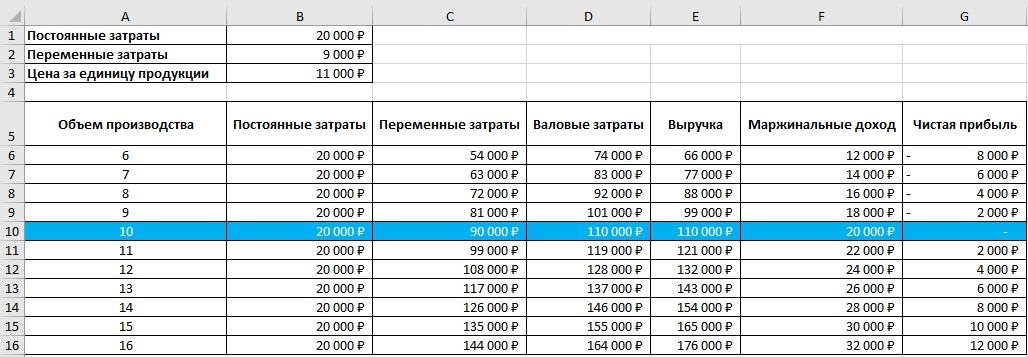 A B C D E F G
1 Постоянные затраты 20 000 ₽
2 Переменные затраты 9 000 ₽
3 Цена за единицу продукции 11 000 ₽
4
5 Объем производства Постоянные затраты Переменные затраты Валовые затраты Выручка Маржинальные доход Чистая прибыль
6 6 20 000 ₽ 54 000 ₽ 74 000 ₽ 66 000 ₽ 12 000 ₽ - 8 000 ₽
7 7 20 000 ₽ 63 000 ₽ 83 000 ₽ 77 000 ₽ 14 000 ₽ - 6 000 ₽
8 8 20 000 ₽ 72 000 ₽ 92 000 ₽ 88 000 ₽ 16 000 ₽ - 4 000 ₽
9 9 20 000 ₽ 81 000 ₽ 101 000 ₽ 99 000 ₽ 18 000 ₽ - 2 000 ₽
10 10 20 000 ₽ 90 000 ₽ 110 000 ₽ 110 000 ₽ 20 000 ₽ -
11 11 20 000 ₽ 99 000 ₽ 119 000 ₽ 121 000 ₽ 22 000 ₽ 2 000 ₽
12 12 20 000 ₽ 108 000 ₽ 128 000 ₽ 132 000 ₽ 24 000 ₽ 4 000 ₽
13 13 20 000 ₽ 117 000 ₽ 137 000 ₽ 143 000 ₽ 26 000 ₽ 6 000 ₽
14 14 20 000 ₽ 126 000 ₽ 146 000 ₽ 154 000 ₽ 28 000 ₽ 8 000 ₽
15 15 20 000 ₽ 135 000 ₽ 155 000 ₽ 165 000 ₽ 30 000 ₽ 10 000 ₽
16 16 20 000 ₽ 144 000 ₽ 164 000 ₽ 176 000 ₽ 32 000 ₽ 12 000 ₽